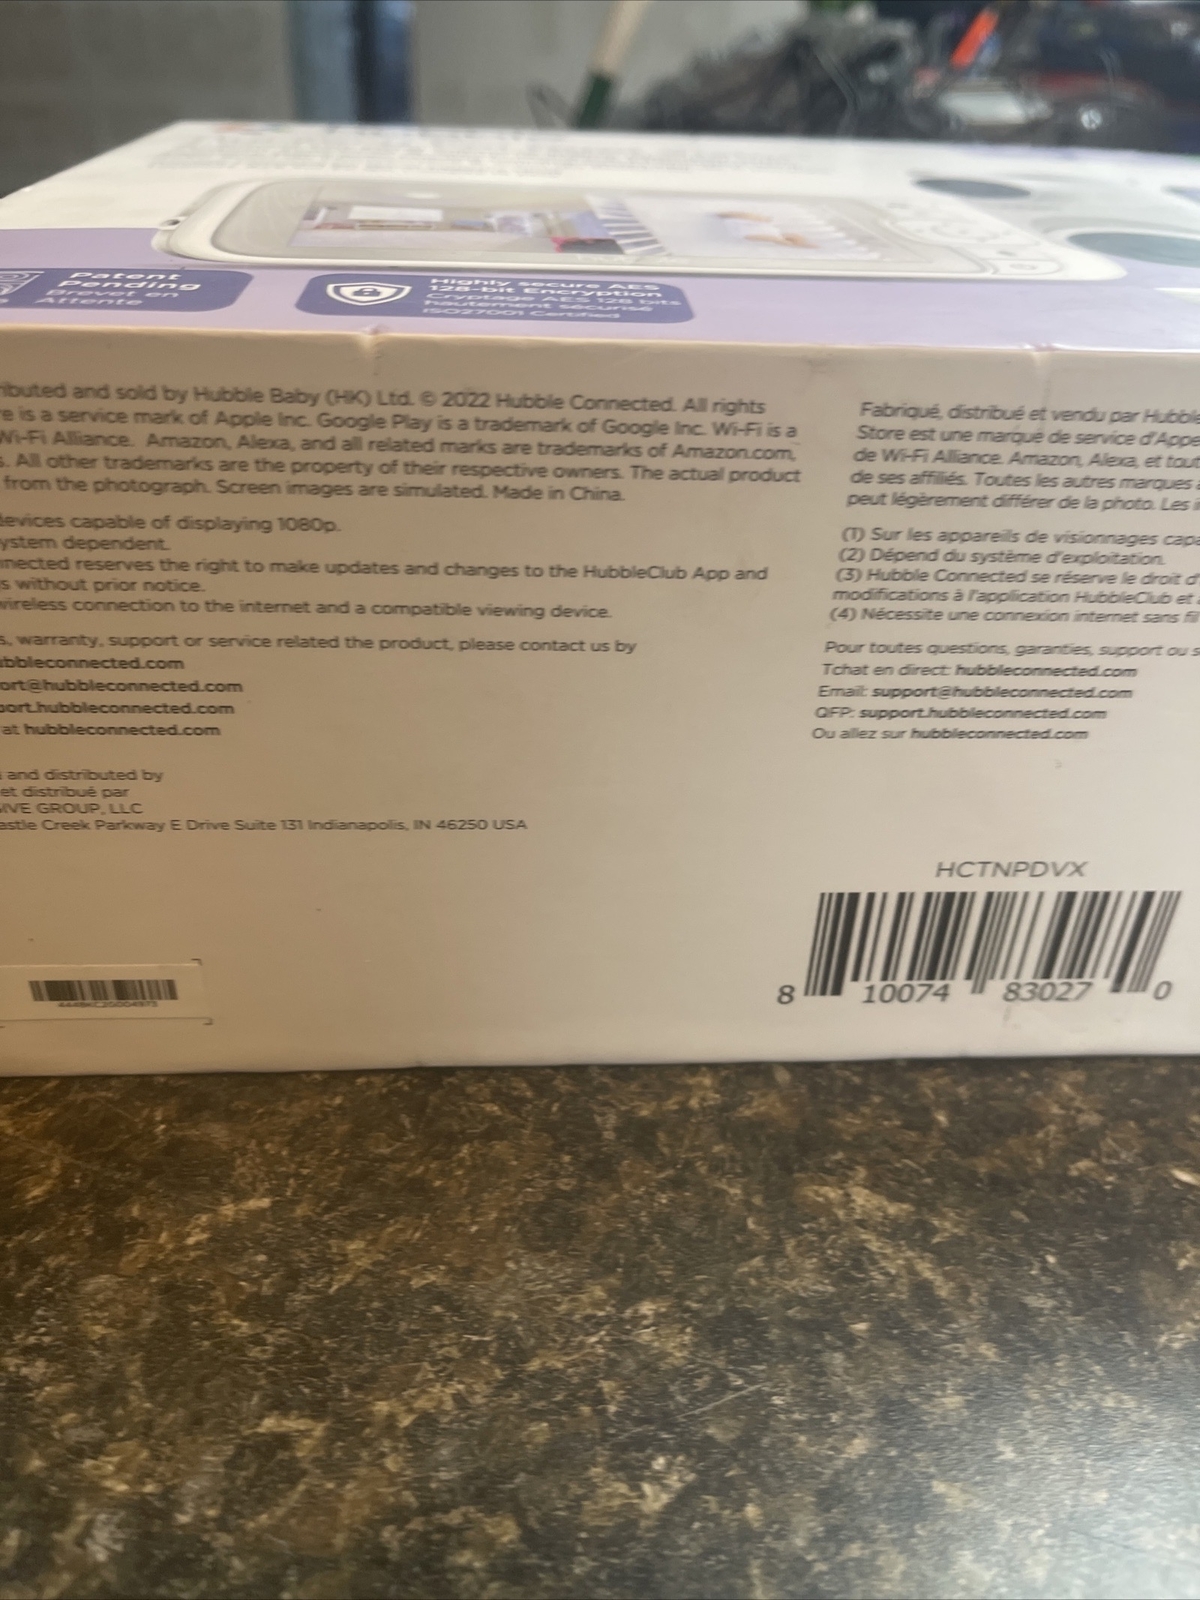 Patent
Pending
Brevet en
Attente
Highly secure AES
128-bit Encryption
Cryptage AES 128 bits
hautement sécurisé
ISO27001 Certified
ributed and sold by Hubble Baby (HK) Ltd. © 2022 Hubble Connected. All rights
re is a service mark of Apple Inc. Google Play is a trademark of Google Inc. Wi-Fi is a
Wi-Fi Alliance. Amazon, Alexa, and all related marks are trademarks of Amazon.com,
s. All other trademarks are the property of their respective owners. The actual product
from the photograph. Screen images are simulated. Made in China.
devices capable of displaying 1080p.
ystem dependent.
nnected reserves the right to make updates and changes to the HubbleClub App and
s without prior notice.
wireless connection to the internet and a compatible viewing device.
s, warranty, support or service related the product, please contact us by
ubbleconnected.com
ort@hubbleconnected.com
port.hubbleconnected.com
at hubbleconnected.com
and distributed by
et distribué par
SIVE GROUP, LLC
astle Creek Parkway E Drive Suite 131 Indianapolis, IN 46250 USA
Fabriqué, distribué et vendu par Hubble
Store est une marque de service d'Appe
de Wi-Fi Alliance. Amazon, Alexa, et tout
de ses affiliés. Toutes les autres marques
peut légèrement différer de la photo. Les
(1) Sur les appareils de visionnages capa
(2) Dépend du système d'exploitation.
(3) Hubble Connected se réserve le droit d'
modifications à l'application HubbleClub et
(4) Nécessite une connexion internet sans fil
Pour toutes questions, garanties, support ou s
Tchat en direct: hubbleconnected.com
Email: support@hubbleconnected.com
QFP: support.hubbleconnected.com
Ou allez sur hubbleconnected.com
HCTNPDVX
8 10074 83027 0